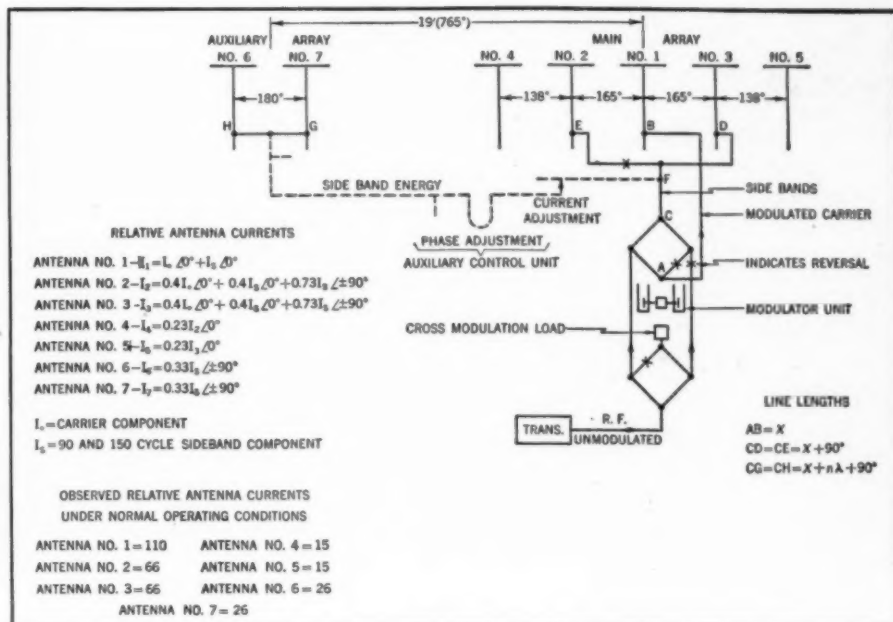 19'(765°)
AUXILIARY ARRAY
MAIN ARRAY
NO. 6
NO. 7
NO. 4
NO. 2
NO. 1
NO. 3
NO. 5
180°
138°
165°
165°
138°
H
G
E
B
D
F
SIDE BAND ENERGY
CURRENT
ADJUSTMENT
PHASE ADJUSTMENT
AUXILIARY CONTROL UNIT
C
A
SIDE BANDS
MODULATED CARRIER
INDICATES REVERSAL
MODULATOR UNIT
CROSS MODULATION LOAD
TRANS.
R. F.
UNMODULATED
RELATIVE ANTENNA CURRENTS
ANTENNA NO. 1–I₁=I₀∠0°+Iₛ∠0°
ANTENNA NO. 2–I₂=0.4I₀∠0°+0.4Iₛ∠0°+0.73Iₛ∠±90°
ANTENNA NO. 3–I₃=0.4I₀∠0°+0.4Iₛ∠0°+0.73Iₛ∠±90°
ANTENNA NO. 4–I₄=0.23I₂∠0°
ANTENNA NO. 5–I₅=0.23I₃∠0°
ANTENNA NO. 6–I₆=0.33Iₛ∠±90°
ANTENNA NO. 7–I₇=0.33Iₛ∠±90°
I₀=CARRIER COMPONENT
Iₛ=90 AND 150 CYCLE SIDEBAND COMPONENT
LINE LENGTHS
AB=X
CD=CE=X+90°
CG=CH=X+nλ+90°
OBSERVED RELATIVE ANTENNA CURRENTS
UNDER NORMAL OPERATING CONDITIONS
ANTENNA NO. 1=110 ANTENNA NO. 4=15
ANTENNA NO. 2=66 ANTENNA NO. 5=15
ANTENNA NO. 3=66 ANTENNA NO. 6=26
ANTENNA NO. 7=26